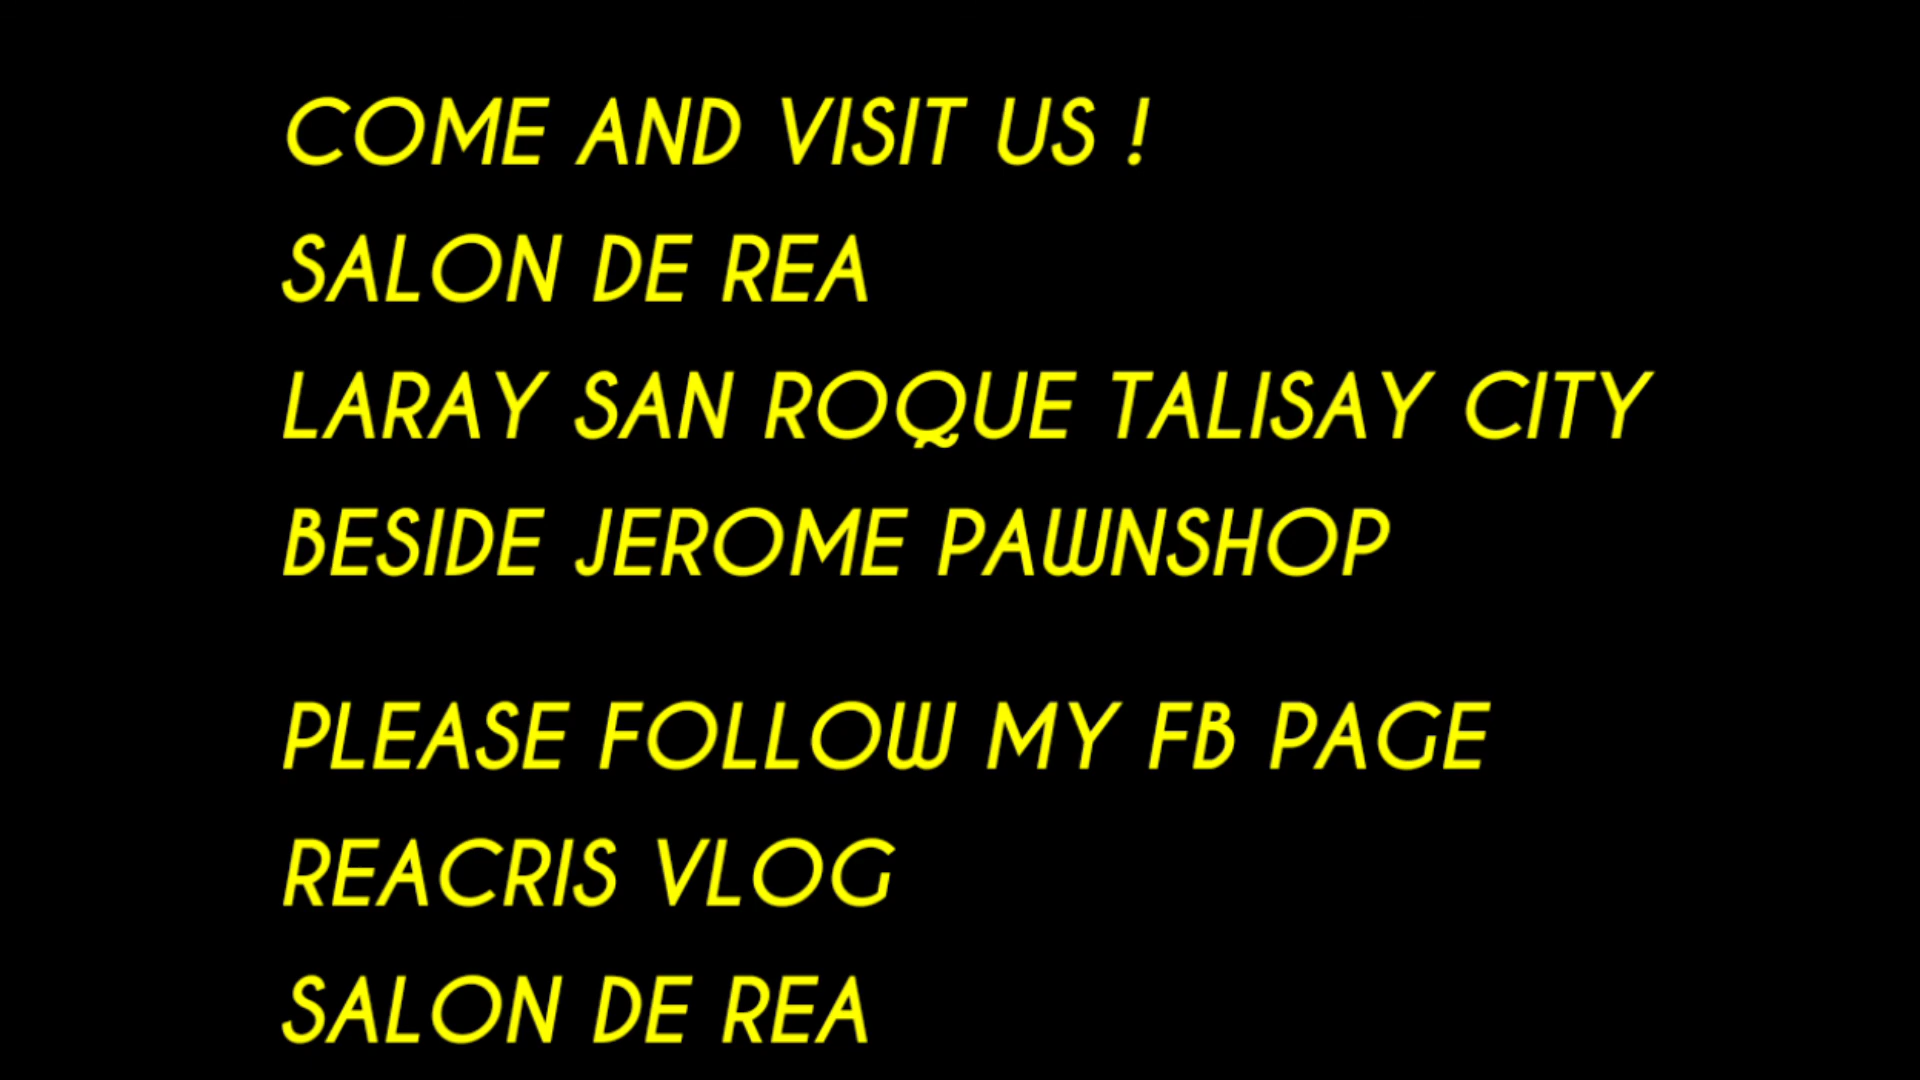 COME AND VISIT US !
SALON DE REA
LARAY SAN ROQUE TALISAY CITY
BESIDE JEROME PAWNSHOP
PLEASE FOLLOW MY FB PAGE
REACRIS VLOG
SALON DE REA